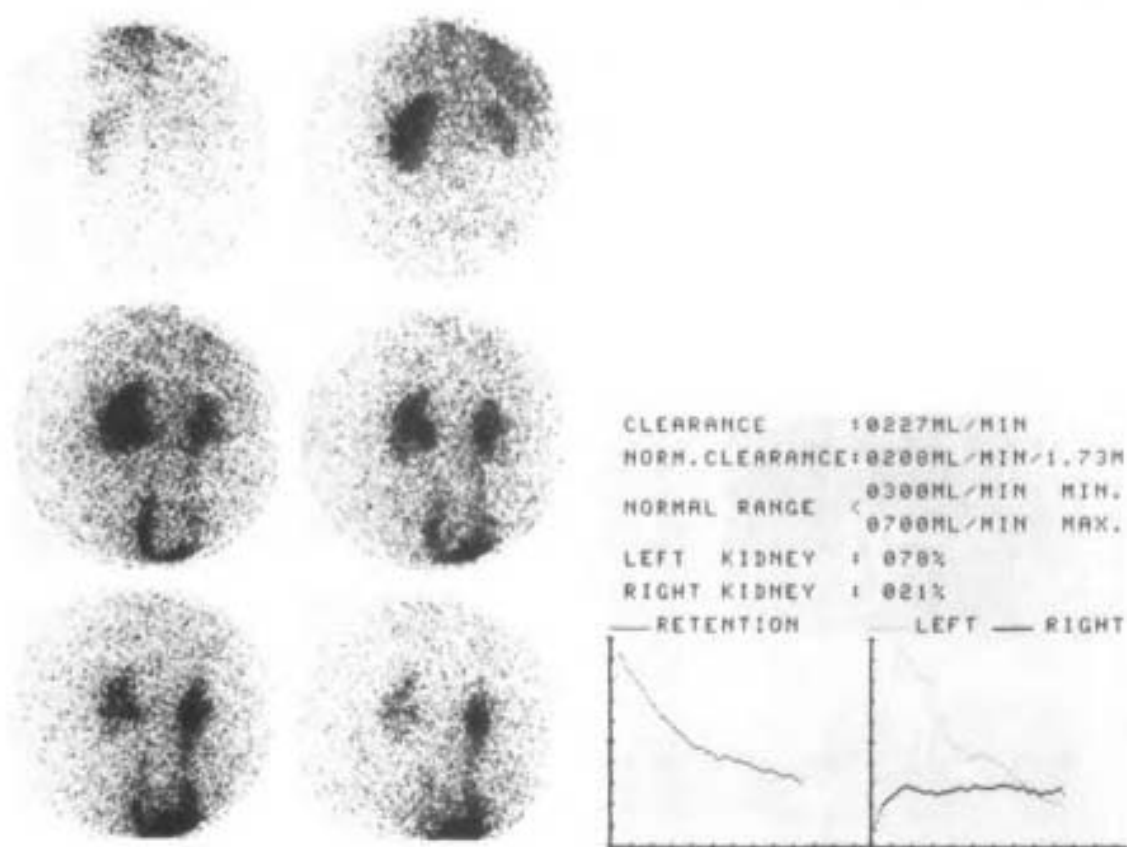 CLEARANCE :0227ML/MIN
NORM.CLEARANCE:0208ML/MIN/1.73M
NORMAL RANGE < 0300ML/MIN MIN.
0700ML/MIN MAX.
LEFT KIDNEY : 078%
RIGHT KIDNEY : 021%
RETENTION
LEFT RIGHT